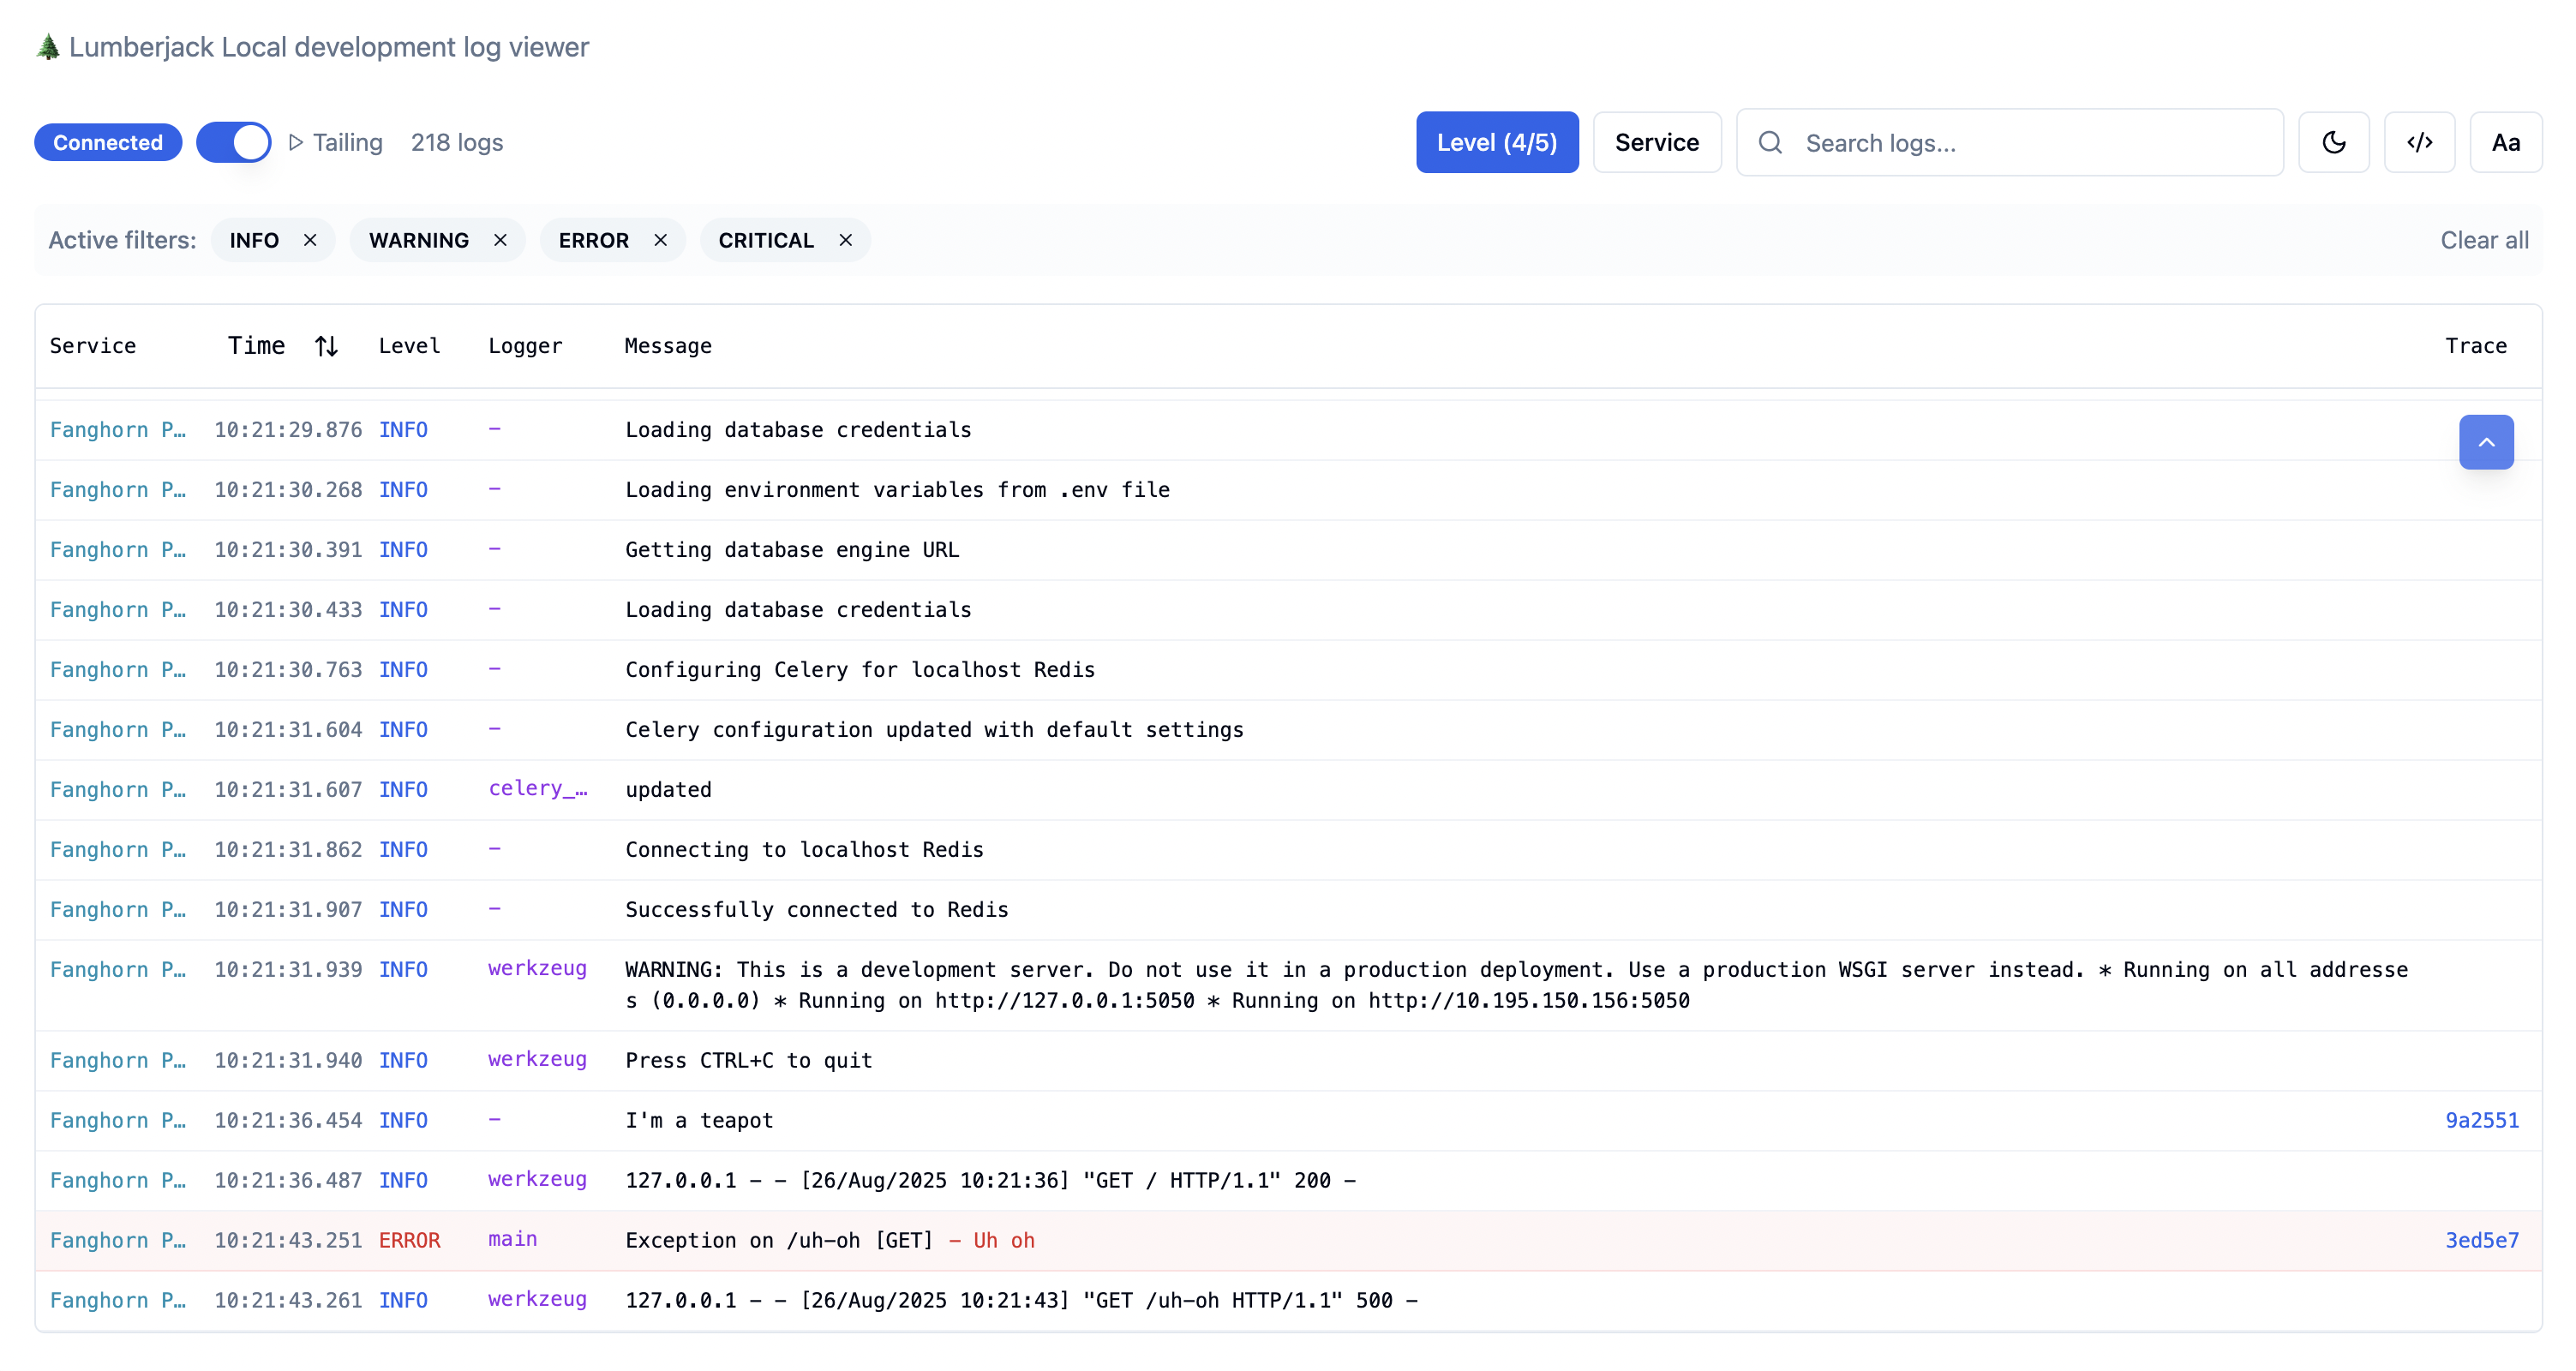 🌲 Lumberjack Local development log viewer
Connected Tailing 218 logs Level (4/5) Service Search logs... </> Aa
Active filters: INFO × WARNING × ERROR × CRITICAL × Clear all
Service Time Level Logger Message Trace
Fanghorn P… 10:21:29.876 INFO – Loading database credentials
Fanghorn P… 10:21:30.268 INFO – Loading environment variables from .env file
Fanghorn P… 10:21:30.391 INFO – Getting database engine URL
Fanghorn P… 10:21:30.433 INFO – Loading database credentials
Fanghorn P… 10:21:30.763 INFO – Configuring Celery for localhost Redis
Fanghorn P… 10:21:31.604 INFO – Celery configuration updated with default settings
Fanghorn P… 10:21:31.607 INFO celery_… updated
Fanghorn P… 10:21:31.862 INFO – Connecting to localhost Redis
Fanghorn P… 10:21:31.907 INFO – Successfully connected to Redis
Fanghorn P… 10:21:31.939 INFO werkzeug WARNING: This is a development server. Do not use it in a production deployment. Use a production WSGI server instead. * Running on all addresse
s (0.0.0.0) * Running on http://127.0.0.1:5050 * Running on http://10.195.150.156:5050
Fanghorn P… 10:21:31.940 INFO werkzeug Press CTRL+C to quit
Fanghorn P… 10:21:36.454 INFO – I'm a teapot 9a2551
Fanghorn P… 10:21:36.487 INFO werkzeug 127.0.0.1 – – [26/Aug/2025 10:21:36] "GET / HTTP/1.1" 200 –
Fanghorn P… 10:21:43.251 ERROR main Exception on /uh–oh [GET] – Uh oh 3ed5e7
Fanghorn P… 10:21:43.261 INFO werkzeug 127.0.0.1 – – [26/Aug/2025 10:21:43] "GET /uh–oh HTTP/1.1" 500 –